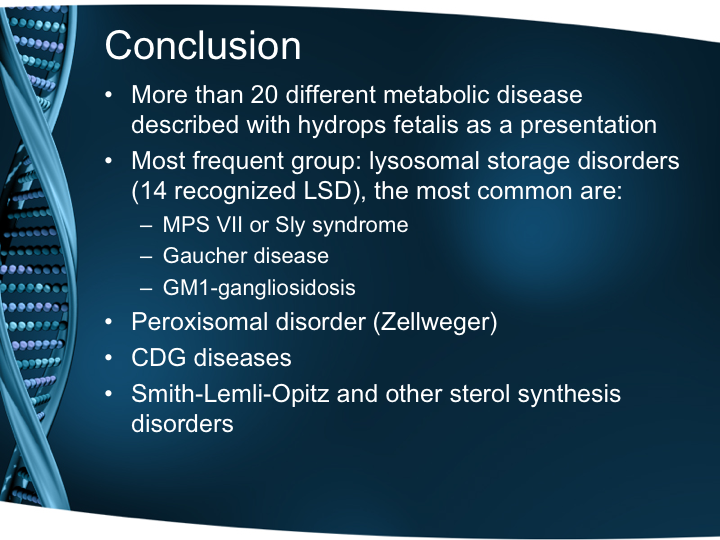 Conclusion
• More than 20 different metabolic disease
described with hydrops fetalis as a presentation
• Most frequent group: lysosomal storage disorders
(14 recognized LSD), the most common are:
– MPS VII or Sly syndrome
– Gaucher disease
– GM1-gangliosidosis
• Peroxisomal disorder (Zellweger)
• CDG diseases
• Smith-Lemli-Opitz and other sterol synthesis
disorders